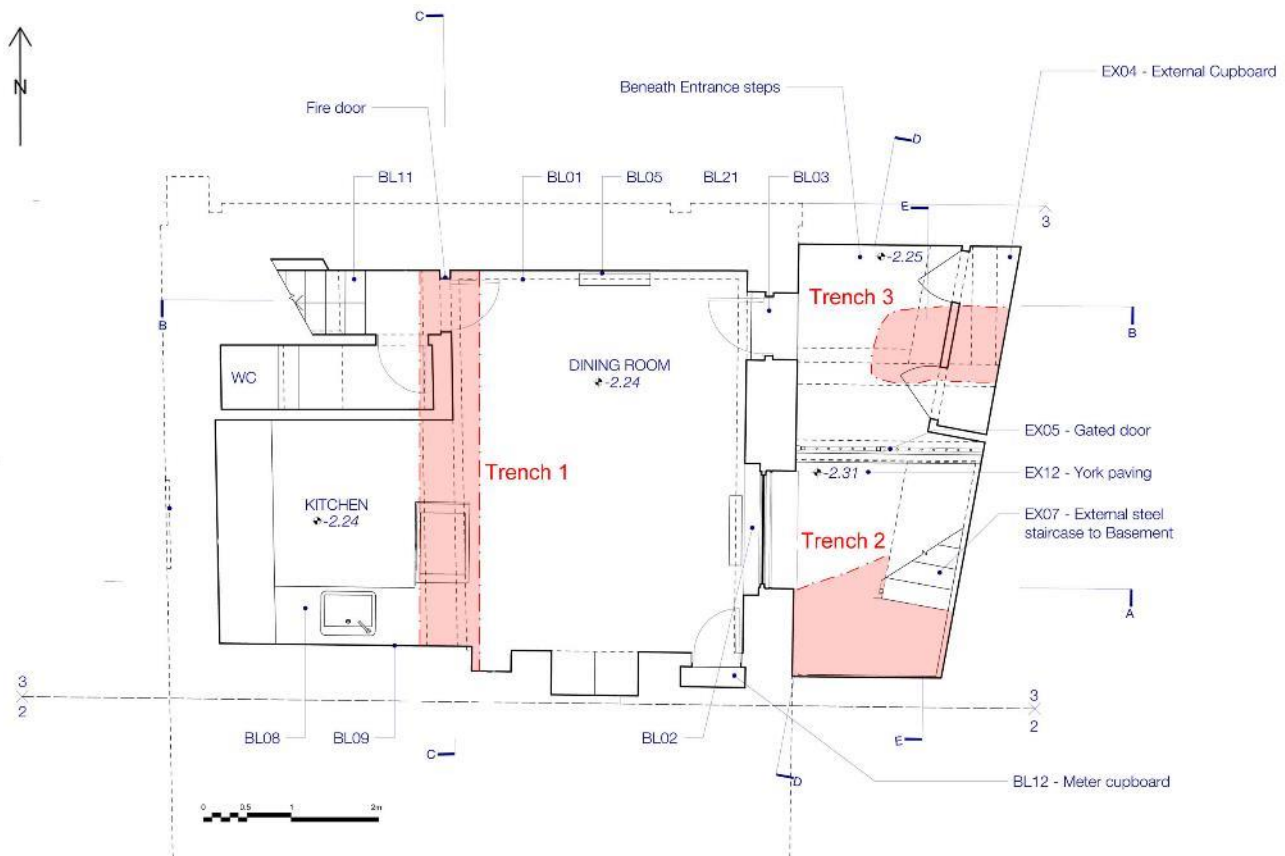 C
EX04 - External Cupboard
Beneath Entrance steps
N
Fire door
D
BL11
BL01
BL05
BL21
BL03
E
3
-2.25
Trench 3
B
B
DINING ROOM
-2.24
WC
EX05 - Gated door
-2.31
EX12 - York paving
Trench 1
KITCHEN
-2.24
EX07 - External steel
staircase to Basement
Trench 2
A
3
2
3
2
BL08
BL09
C
BL02
E
D
BL12 - Meter cupboard
0 0.5 1 2m